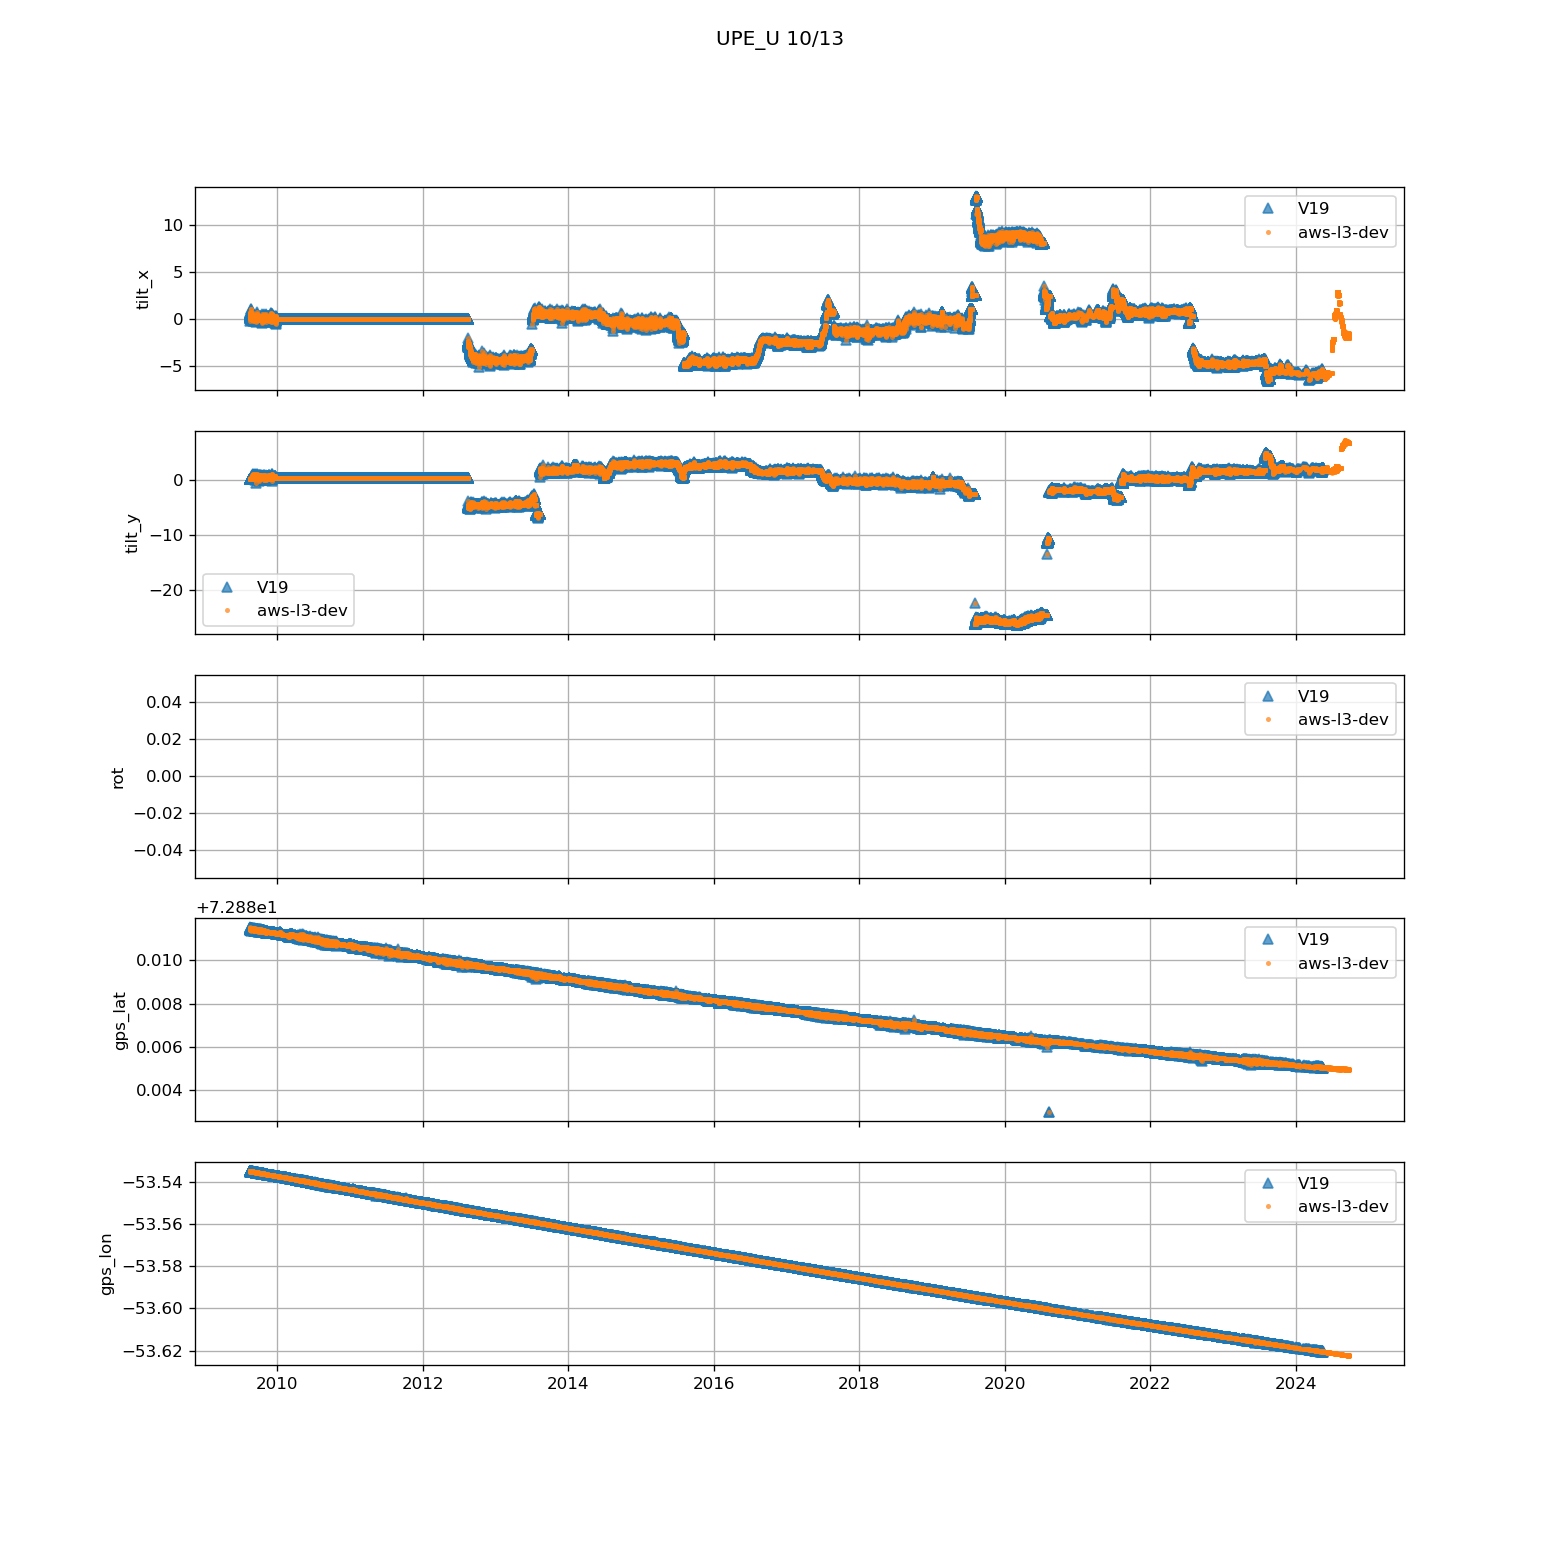 UPE_U 10/13
10
5
0
−5
tilt_x
V19
aws-l3-dev
0
−10
−20
tilt_y
V19
aws-l3-dev
0.04
0.02
0.00
−0.02
−0.04
rot
V19
aws-l3-dev
+7.288e1
0.010
0.008
0.006
0.004
gps_lat
V19
aws-l3-dev
−53.54
−53.56
−53.58
−53.60
−53.62
gps_lon
V19
aws-l3-dev
2010 2012 2014 2016 2018 2020 2022 2024